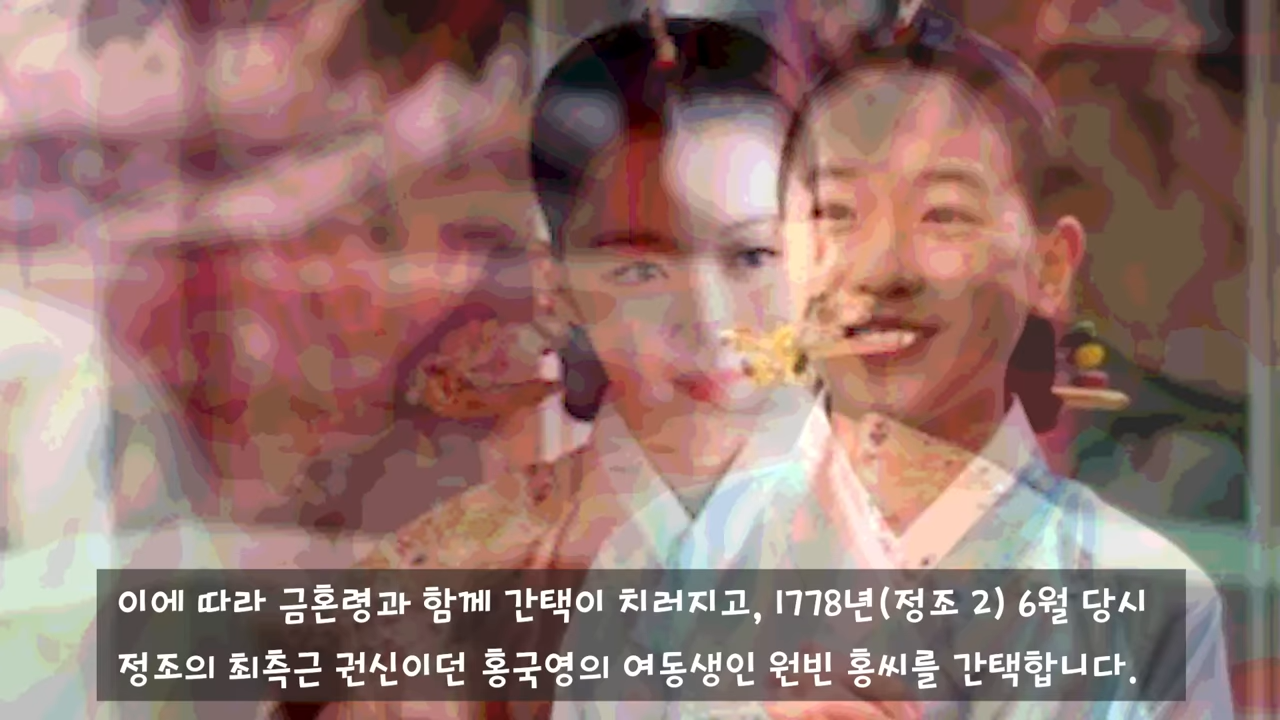 이에 따라 금혼령과 함께 간택이 치러지고, 1778년(정조 2) 6월 당시
정조의 최측근 권신이던 홍국영의 여동생인 원빈 홍씨를 간택합니다.